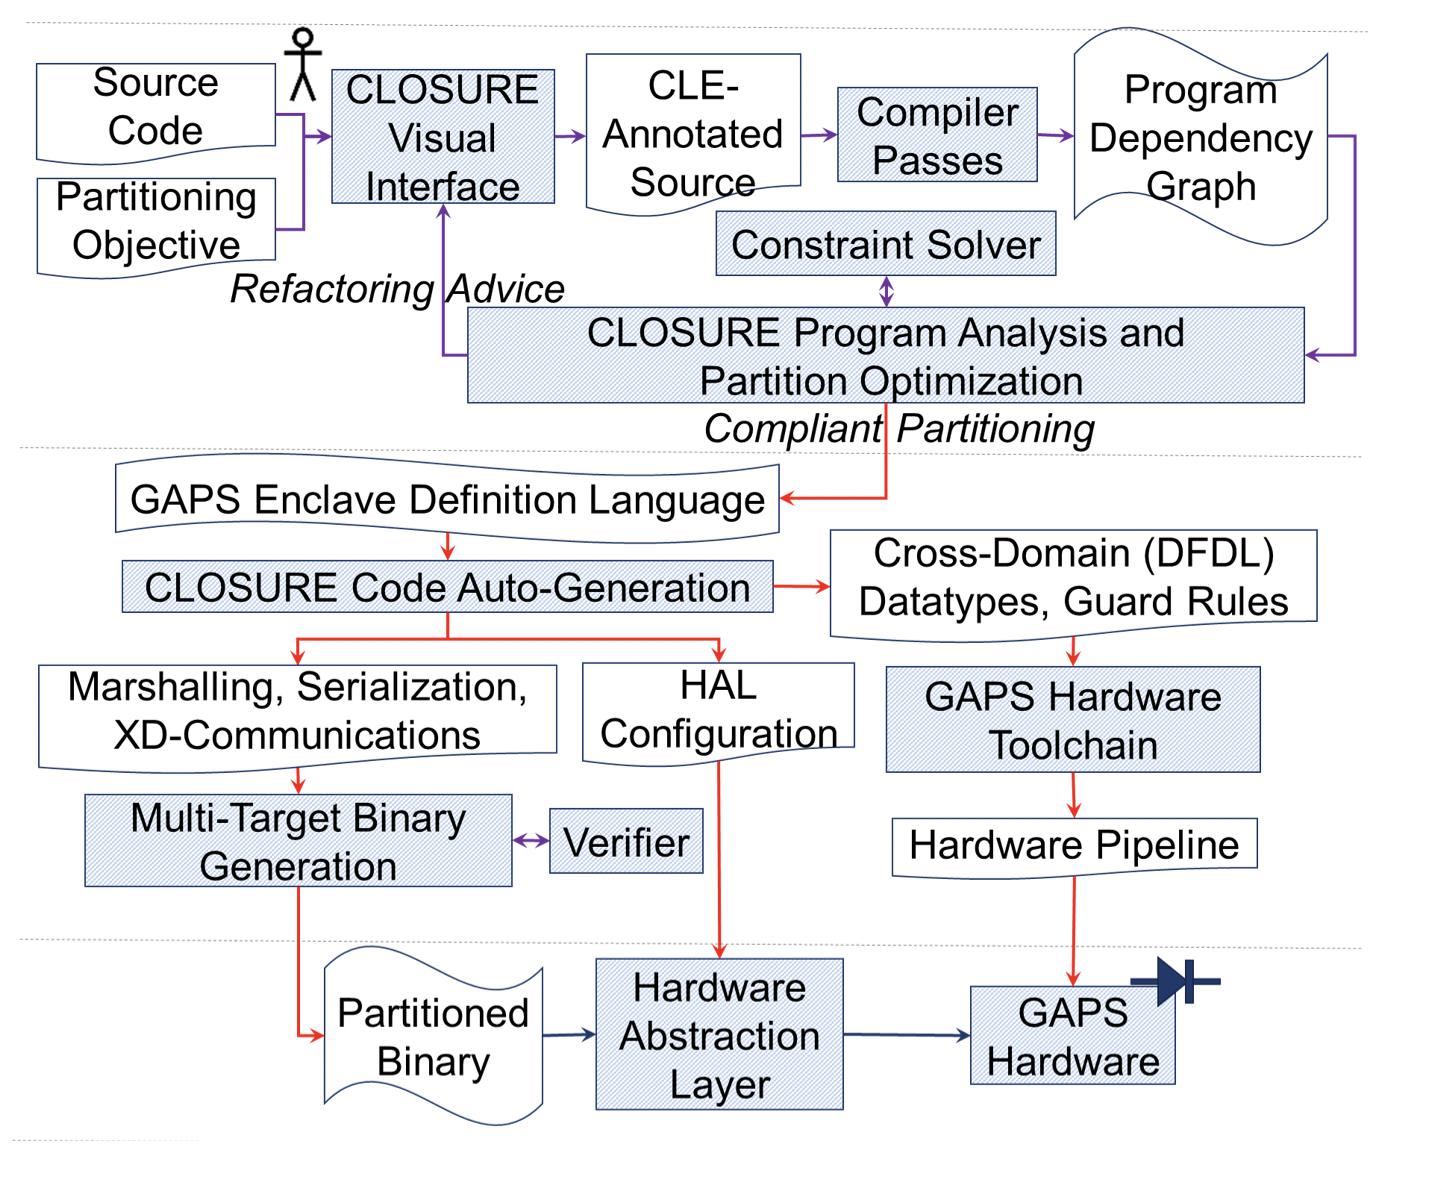 Source
Code
Partitioning
Objective
CLOSURE
Visual
Interface
CLE-
Annotated
Source
Compiler
Passes
Program
Dependency
Graph
Constraint Solver
Refactoring Advice
CLOSURE Program Analysis and
Partition Optimization
Compliant Partitioning
GAPS Enclave Definition Language
CLOSURE Code Auto-Generation
Cross-Domain (DFDL)
Datatypes, Guard Rules
Marshalling, Serialization,
XD-Communications
HAL
Configuration
GAPS Hardware
Toolchain
Multi-Target Binary
Generation
Verifier
Hardware Pipeline
Partitioned
Binary
Hardware
Abstraction
Layer
GAPS
Hardware